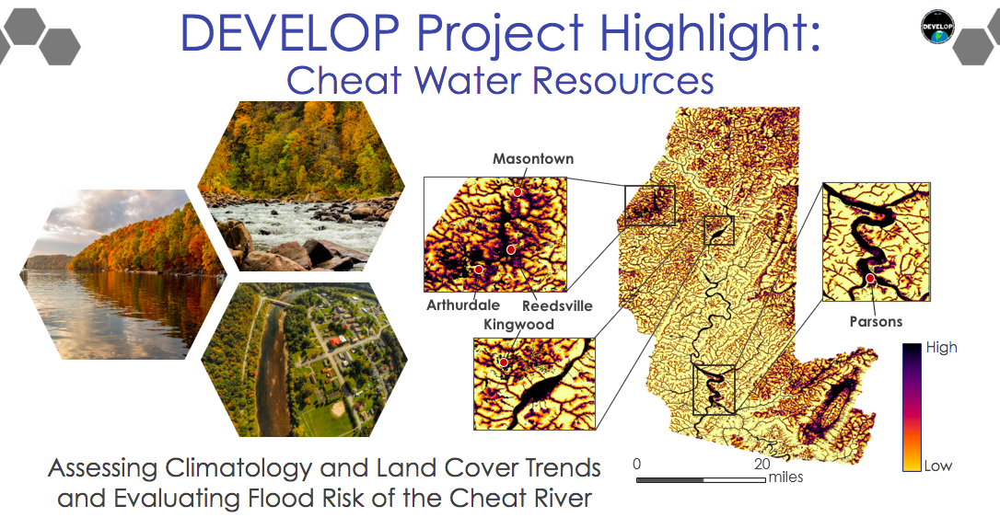 DEVELOP Project Highlight:
Cheat Water Resources
DEVELOP
Masontown
Arthurdale
Reedsville
Kingwood
Parsons
High
Low
0
20
miles
Assessing Climatology and Land Cover Trends
and Evaluating Flood Risk of the Cheat River